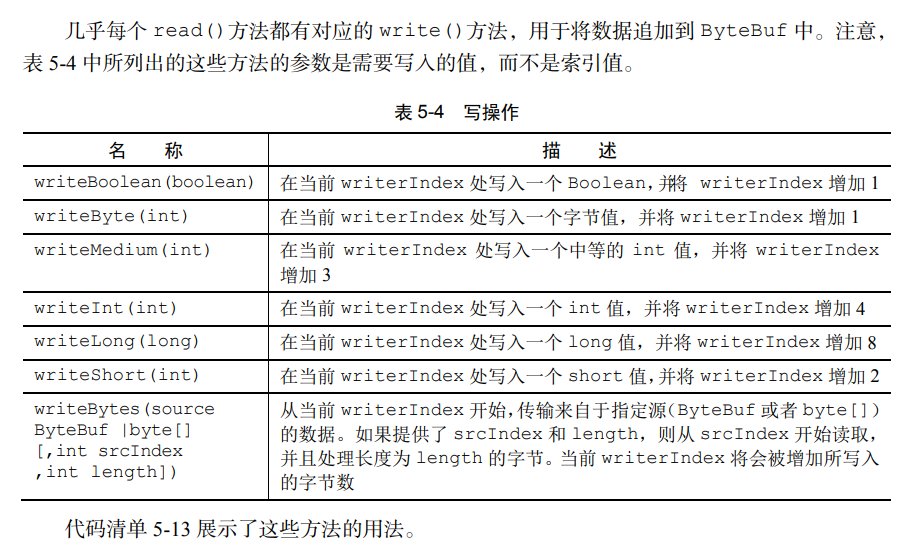 几乎每个 read()方法都有对应的 write()方法，用于将数据追加到 ByteBuf 中。注意，
表 5-4 中所列出的这些方法的参数是需要写入的值，而不是索引值。
表 5-4 写操作
名 称 描 述
writeBoolean(boolean) 在当前 writerIndex 处写入一个 Boolean，并将 writerIndex 增加 1
writeByte(int) 在当前 writerIndex 处写入一个字节值，并将 writerIndex 增加 1
writeMedium(int) 在当前 writerIndex 处写入一个中等的 int 值，并将 writerIndex
增加 3
writeInt(int) 在当前 writerIndex 处写入一个 int 值，并将 writerIndex 增加 4
writeLong(long) 在当前 writerIndex 处写入一个 long 值，并将 writerIndex 增加 8
writeShort(int) 在当前 writerIndex 处写入一个 short 值，并将 writerIndex 增加 2
writeBytes(source
ByteBuf |byte[]
[,int srcIndex
,int length])
从当前 writerIndex 开始，传输来自于指定源（ByteBuf 或者 byte[]）
的数据。如果提供了 srcIndex 和 length，则从 srcIndex 开始读取，
并且处理长度为 length 的字节。当前 writerIndex 将会被增加所写入
的字节数
代码清单 5-13 展示了这些方法的用法。